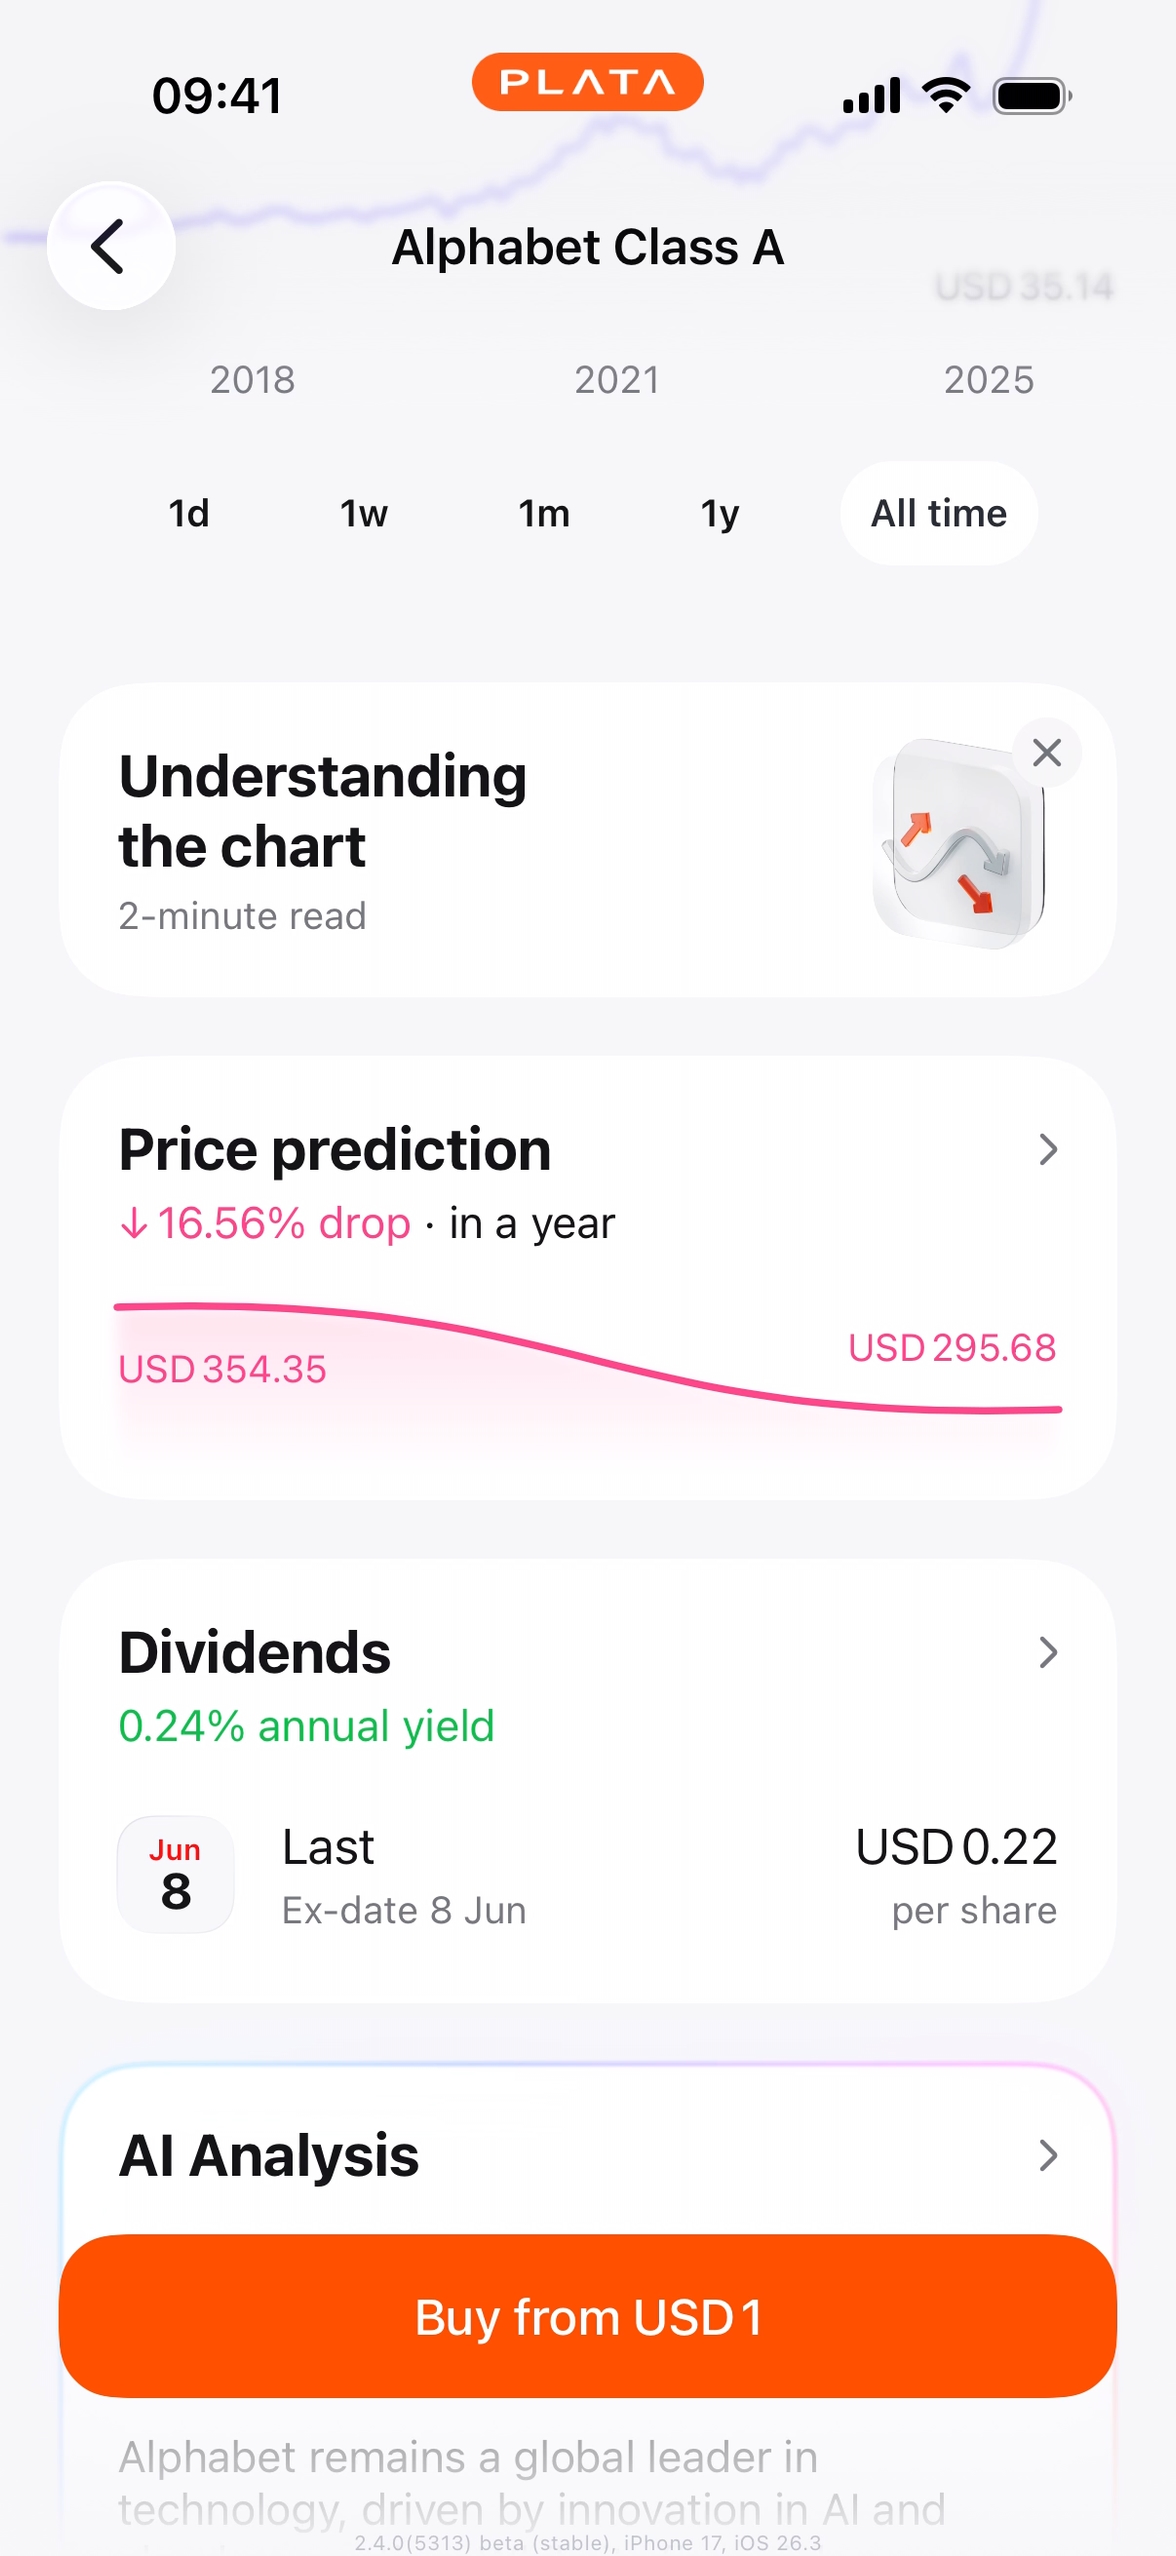 09:41
PLATA
Alphabet Class A
USD 35.14
2018 2021 2025
1d 1w 1m 1y All time
Understanding
the chart
2-minute read
Price prediction
↓ 16.56% drop · in a year
USD 354.35
USD 295.68
Dividends
0.24% annual yield
Jun
8
Last
Ex-date 8 Jun
USD 0.22
per share
AI Analysis
Buy from USD 1
Alphabet remains a global leader in
technology, driven by innovation in AI and
2.4.0(5313) beta (stable), iPhone 17, iOS 26.3